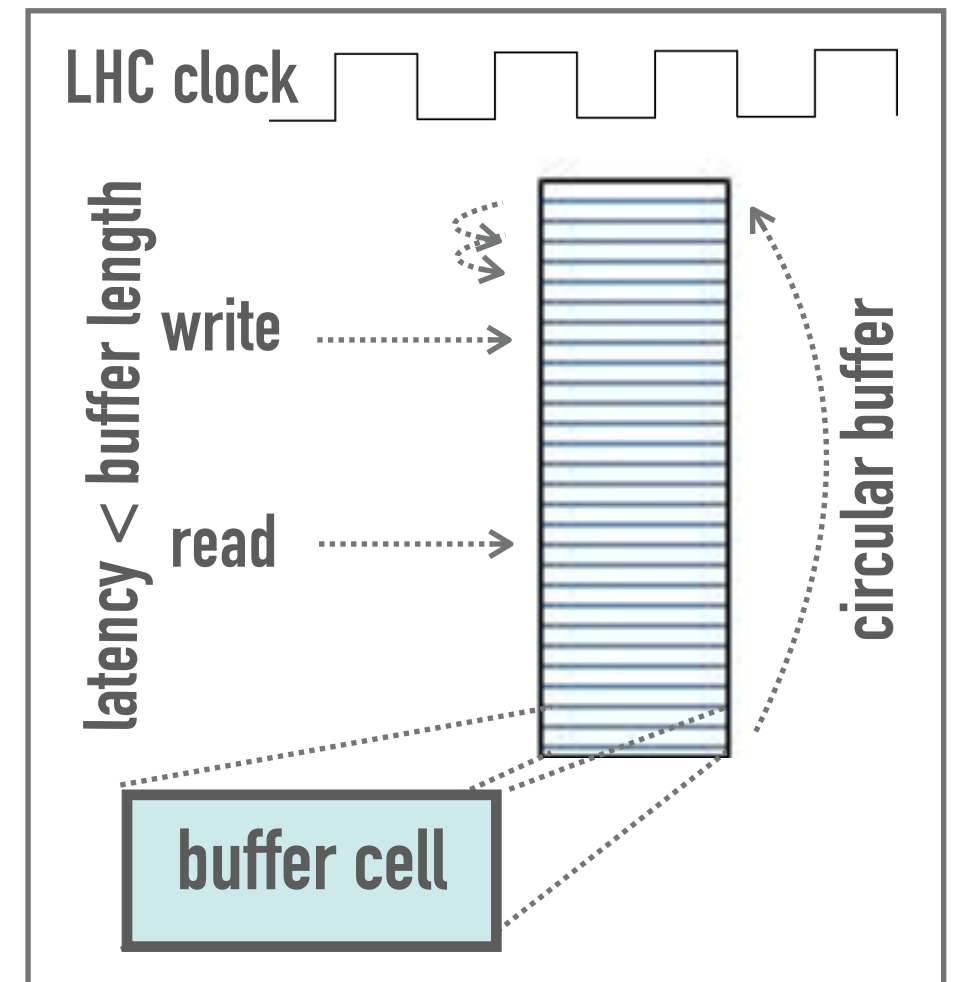 LHC clock
latency < buffer length
write
read
circular buffer
buffer cell